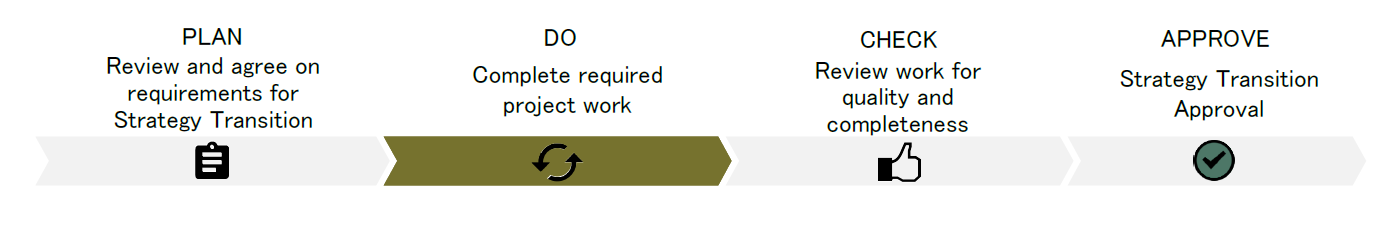 PLAN
Review and agree on
requirements for
Strategy Transition
DO
Complete required
project work
CHECK
Review work for
quality and
completeness
APPROVE
Strategy Transition
Approval